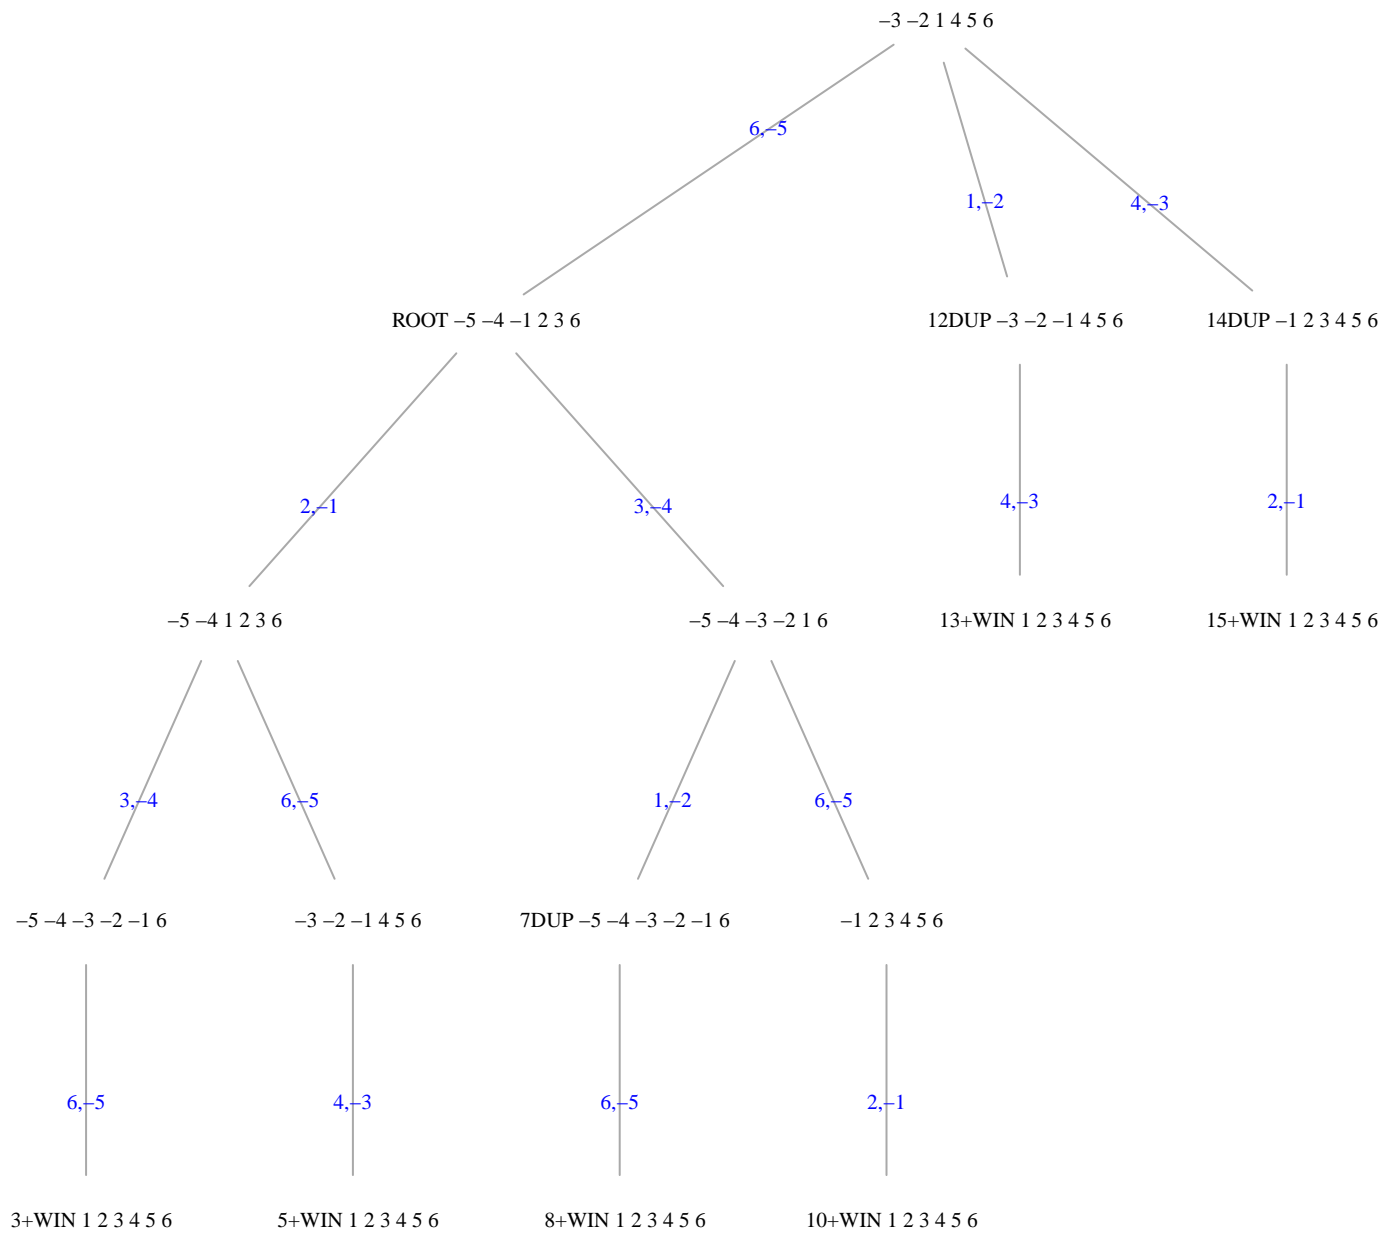 −3 −2 1 4 5 6
6,−5
1,−2
4,−3
ROOT −5 −4 −1 2 3 6
12DUP −3 −2 −1 4 5 6
14DUP −1 2 3 4 5 6
2,−1
3,−4
4,−3
2,−1
−5 −4 1 2 3 6
−5 −4 −3 −2 1 6
13+WIN 1 2 3 4 5 6
15+WIN 1 2 3 4 5 6
3,−4
6,−5
1,−2
6,−5
−5 −4 −3 −2 −1 6
−3 −2 −1 4 5 6
7DUP −5 −4 −3 −2 −1 6
−1 2 3 4 5 6
6,−5
4,−3
6,−5
2,−1
3+WIN 1 2 3 4 5 6
5+WIN 1 2 3 4 5 6
8+WIN 1 2 3 4 5 6
10+WIN 1 2 3 4 5 6